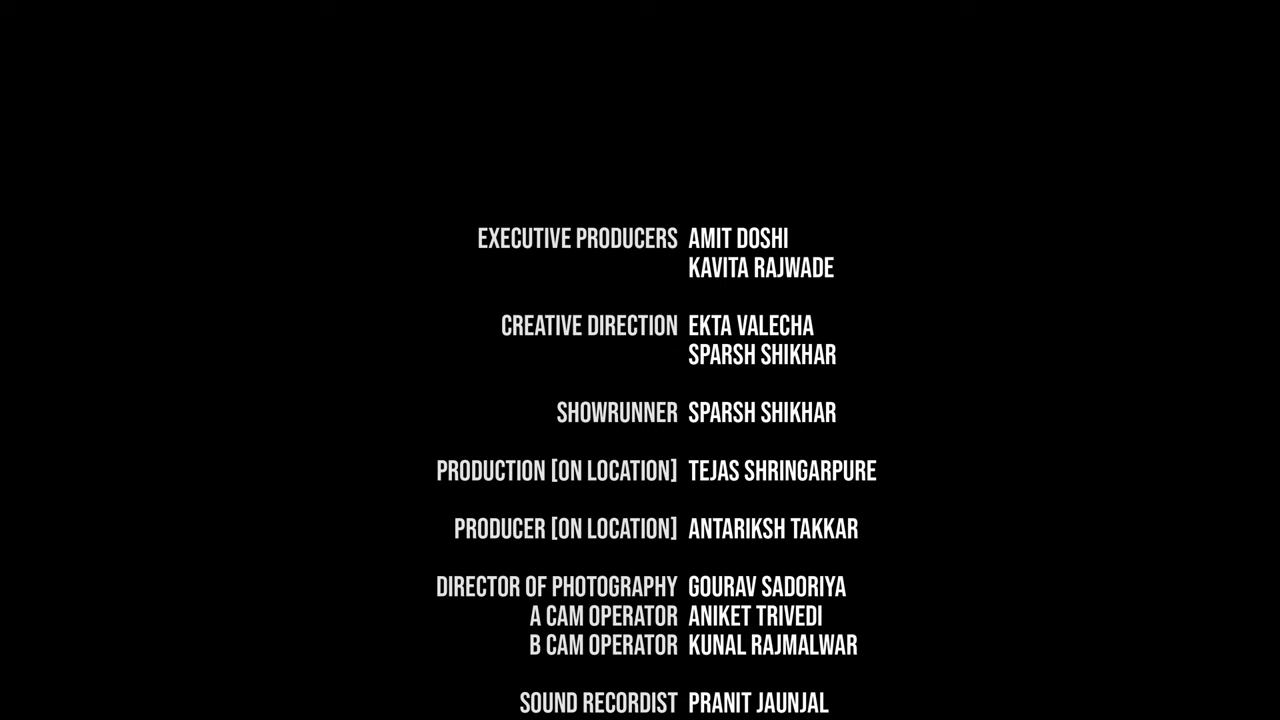 EXECUTIVE PRODUCERS AMIT DOSHI
KAVITA RAJWADE
CREATIVE DIRECTION EKTA VALECHA
SPARSH SHIKHAR
SHOWRUNNER SPARSH SHIKHAR
PRODUCTION [ON LOCATION] TEJAS SHRINGARPURE
PRODUCER [ON LOCATION] ANTARIKSH TAKKAR
DIRECTOR OF PHOTOGRAPHY GOURAV SADORIYA
A CAM OPERATOR ANIKET TRIVEDI
B CAM OPERATOR KUNAL RAJMALWAR
SOUND RECORDIST PRANIT JAUNJAL